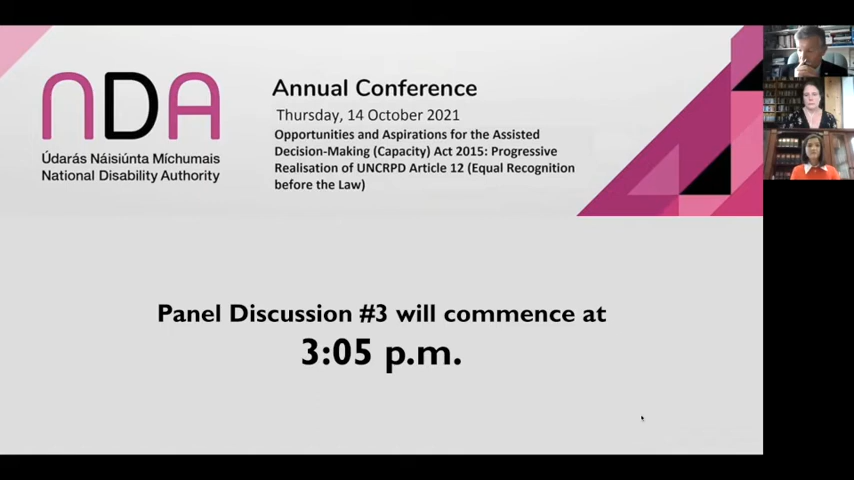 NDA
Údarás Náisiúnta Míchumais
National Disability Authority
Annual Conference
Thursday, 14 October 2021
Opportunities and Aspirations for the Assisted
Decision-Making (Capacity) Act 2015: Progressive
Realisation of UNCRPD Article 12 (Equal Recognition
before the Law)
Panel Discussion #3 will commence at
3:05 p.m.